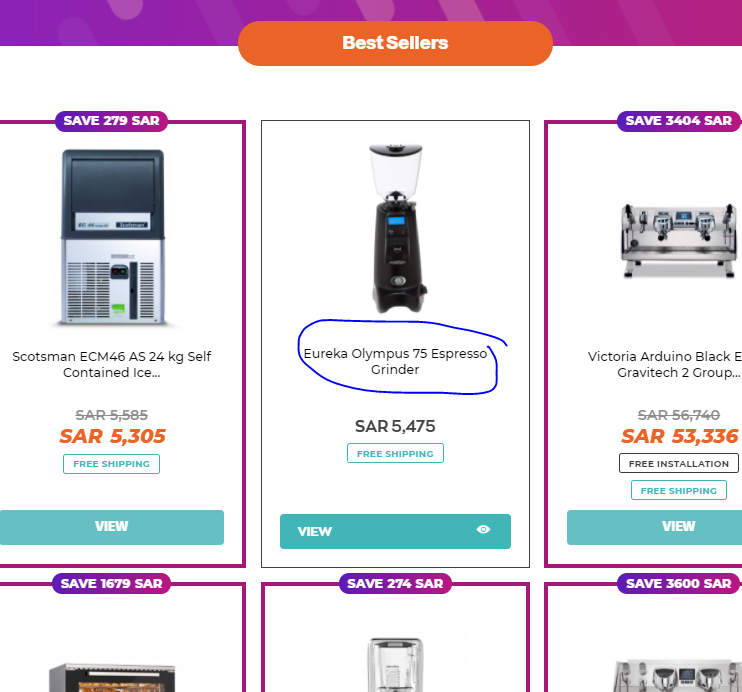 Best Sellers
SAVE 279 SAR
Scotsman ECM46 AS 24 kg Self
Contained Ice...
SAR 5,585
SAR 5,305
FREE SHIPPING
VIEW
Eureka Olympus 75 Espresso
Grinder
SAR 5,475
FREE SHIPPING
VIEW
SAVE 3404 SAR
Victoria Arduino Black E
Gravitech 2 Group...
SAR 56,740
SAR 53,336
FREE INSTALLATION
FREE SHIPPING
VIEW
SAVE 1679 SAR
SAVE 274 SAR
SAVE 3600 SAR